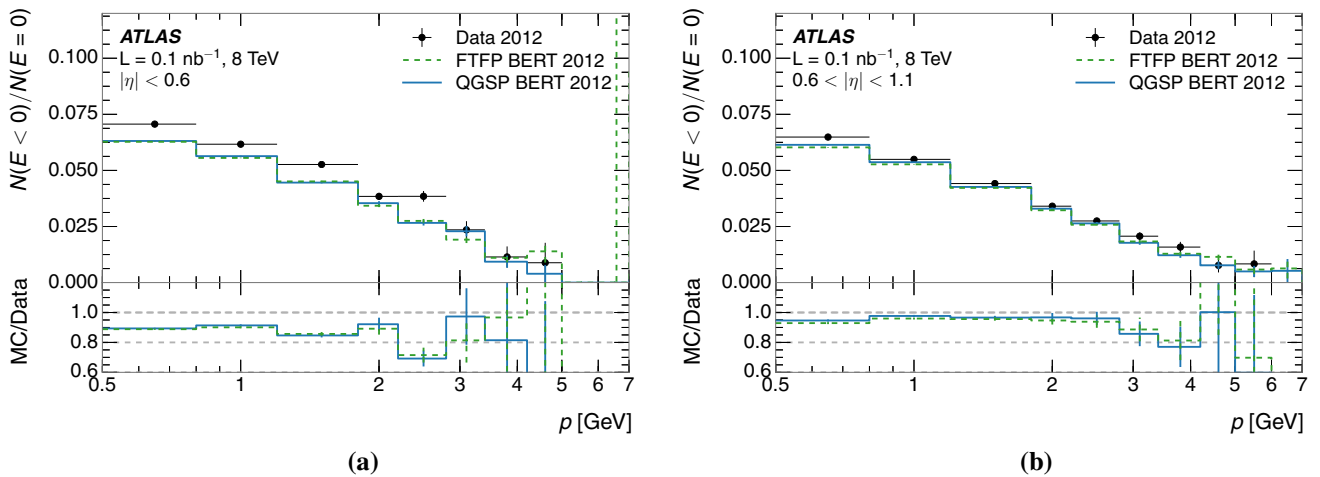 N(E < 0)/N(E = 0)
0.100
0.075
0.050
0.025
0.000
ATLAS
L = 0.1 nb⁻¹, 8 TeV
|η| < 0.6
Data 2012
FTFP BERT 2012
QGSP BERT 2012
MC/Data
1.0
0.8
0.6
0.5 1 2 3 4 5 6 7
p [GeV]
(a)
N(E < 0)/N(E = 0)
0.100
0.075
0.050
0.025
0.000
ATLAS
L = 0.1 nb⁻¹, 8 TeV
0.6 < |η| < 1.1
Data 2012
FTFP BERT 2012
QGSP BERT 2012
MC/Data
1.0
0.8
0.6
0.5 1 2 3 4 5 6 7
p [GeV]
(b)